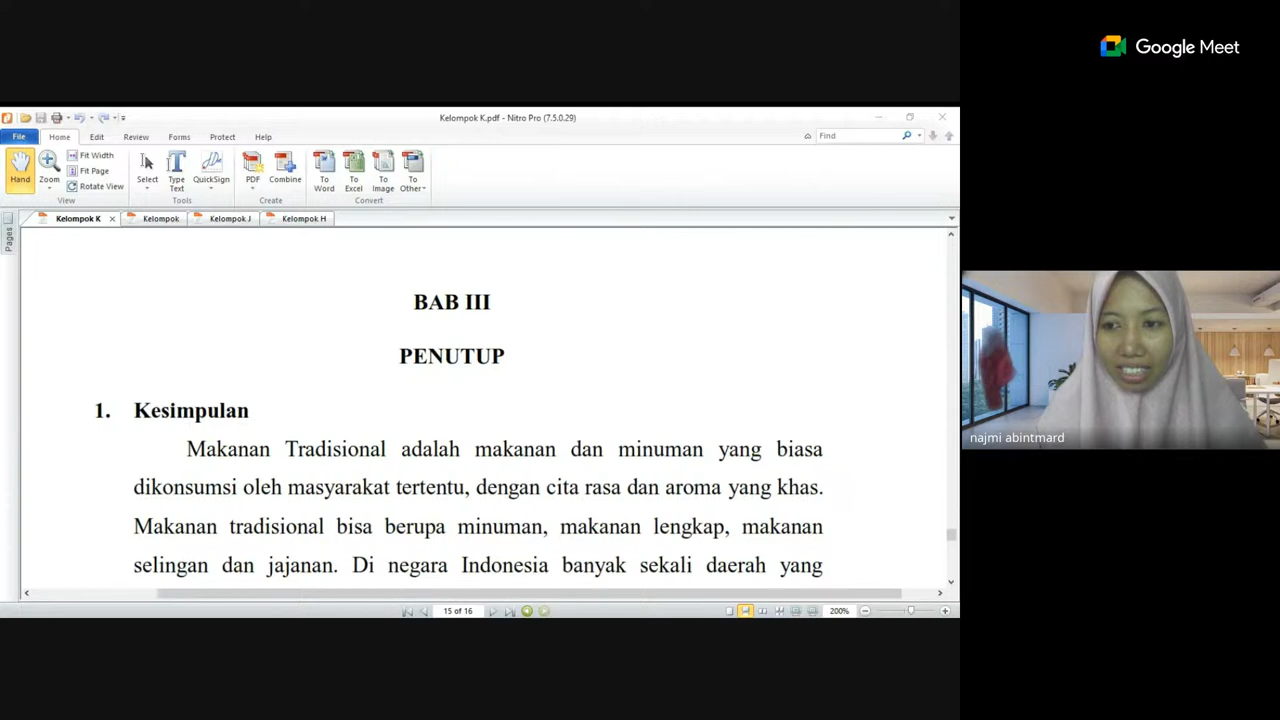 Google Meet
Kelompok K.pdf - Nitro Pro (7.5.0.29)
File Home Edit Review Forms Protect Help Find
Hand Zoom Fit Width Fit Page Rotate View Select Type Text QuickSign PDF Combine To Word To Excel To Image To Other
View Tools Create Convert
Kelompok K Kelompok Kelompok J Kelompok H
Pages
BAB III
PENUTUP
1. Kesimpulan
Makanan Tradisional adalah makanan dan minuman yang biasa
dikonsumsi oleh masyarakat tertentu, dengan cita rasa dan aroma yang khas.
Makanan tradisional bisa berupa minuman, makanan lengkap, makanan
selingan dan jajanan. Di negara Indonesia banyak sekali daerah yang
najmi abintmard
15 of 16 200%